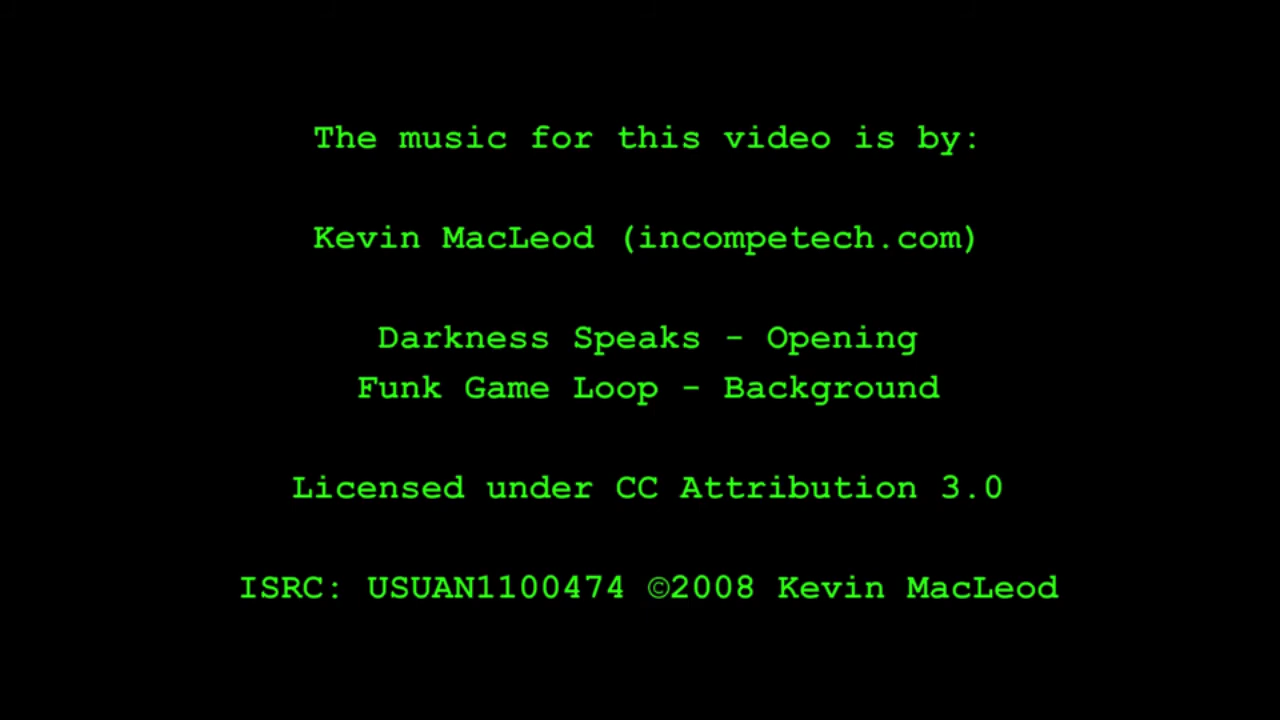 The music for this video is by:
Kevin MacLeod (incompetech.com)
Darkness Speaks - Opening
Funk Game Loop - Background
Licensed under CC Attribution 3.0
ISRC: USUAN1100474 ©2008 Kevin MacLeod